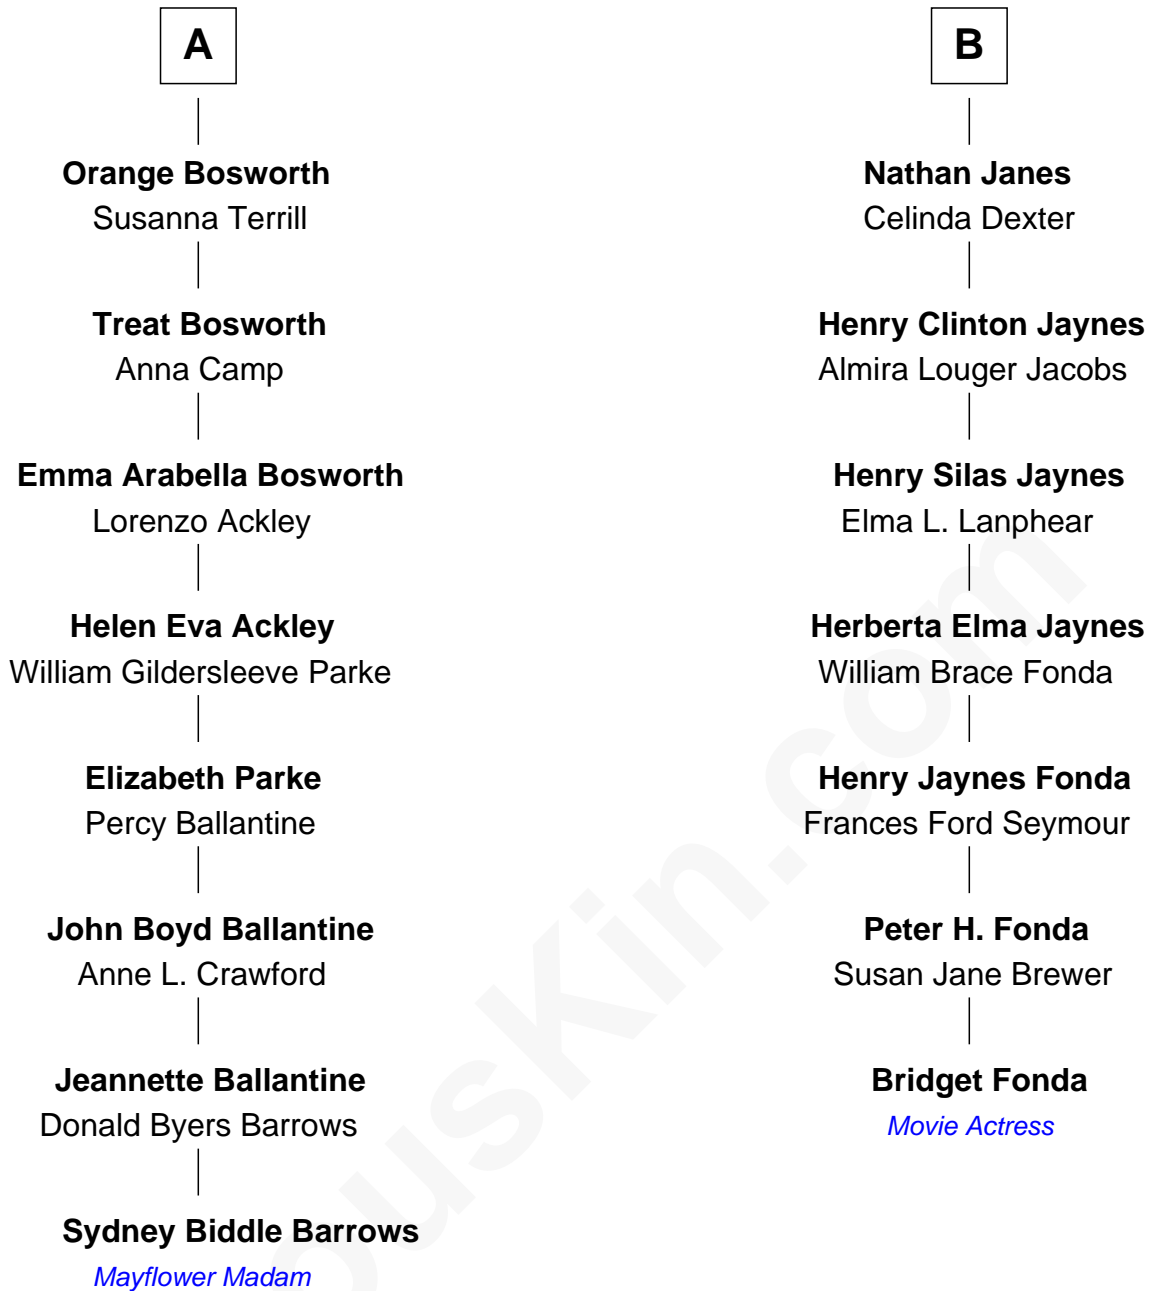 A
Orange Bosworth
Susanna Terrill
Treat Bosworth
Anna Camp
Emma Arabella Bosworth
Lorenzo Ackley
Helen Eva Ackley
William Gildersleeve Parke
Elizabeth Parke
Percy Ballantine
John Boyd Ballantine
Anne L. Crawford
Jeannette Ballantine
Donald Byers Barrows
Sydney Biddle Barrows
Mayflower Madam
B
Nathan Janes
Celinda Dexter
Henry Clinton Jaynes
Almira Louger Jacobs
Henry Silas Jaynes
Elma L. Lanphear
Herberta Elma Jaynes
William Brace Fonda
Henry Jaynes Fonda
Frances Ford Seymour
Peter H. Fonda
Susan Jane Brewer
Bridget Fonda
Movie Actress
ousKin.com